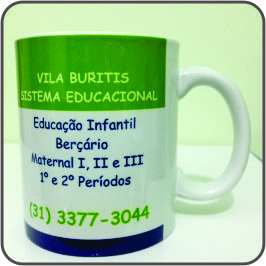 VILA BURITIS
SISTEMA EDUCACIONAL
Educação Infantil
Berçário
Maternal I, II e III
1º e 2º Períodos
(31) 3377-3044